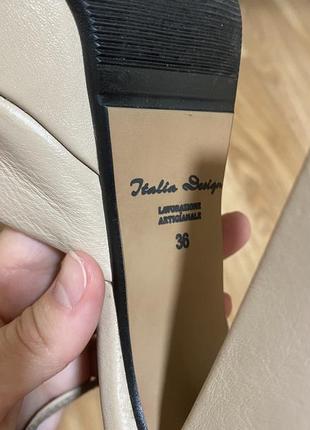 Italia Design
LAVORAZIONE
ARTIGIANALE
36